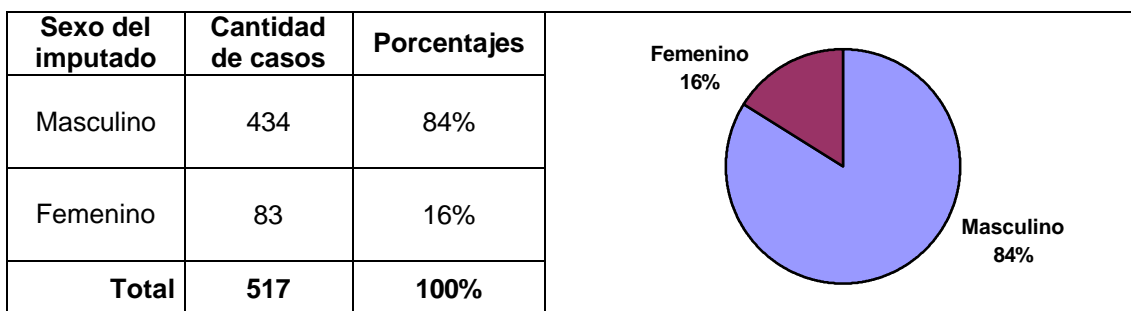 Sexo del
imputado
Cantidad
de casos
Porcentajes
Masculino
434
84%
Femenino
83
16%
Total
517
100%
Femenino
16%
Masculino
84%